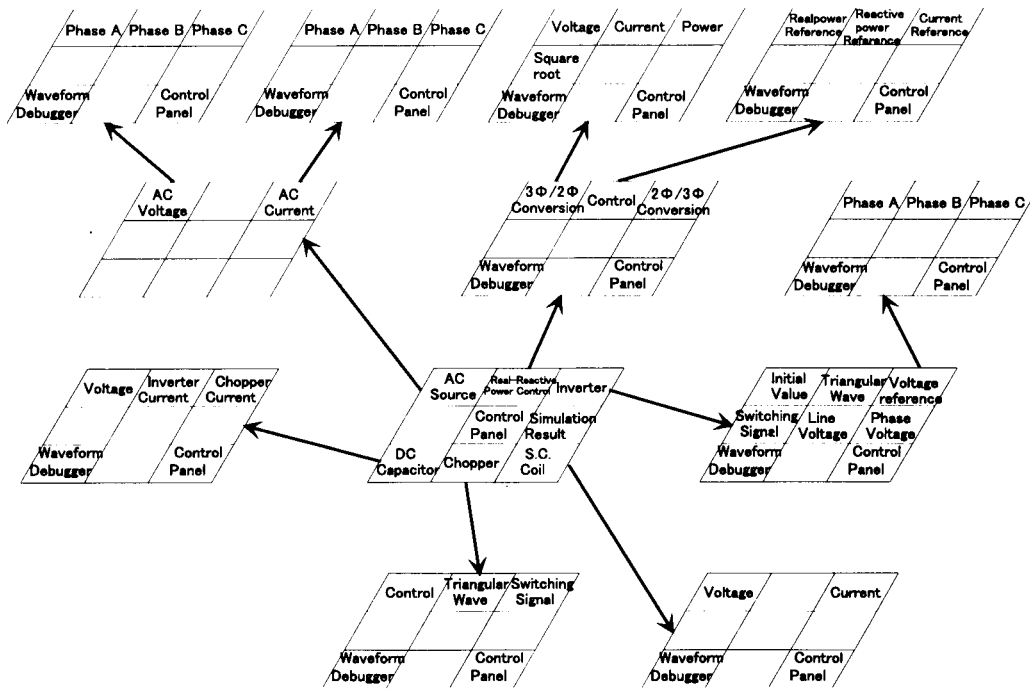 Phase A Phase B Phase C
Waveform Debugger
Control Panel
Phase A Phase B Phase C
Waveform Debugger
Control Panel
Voltage Current Power
Square root
Waveform Debugger
Control Panel
Realpower Reference
Reactive power Refarance
Current Reference
Waveform Debugger
Control Panel
AC Voltage
AC Current
3Φ/2Φ Conversion
Control
2Φ/3Φ Conversion
Waveform Debugger
Control Panel
Phase A Phase B Phase C
Waveform Debugger
Control Panel
Voltage
Inverter Current
Chopper Current
Waveform Debugger
Control Panel
AC Source
Real-Reactive Power Control
Inverter
Control Panel
Simulation Result
DC Capacitor
Chopper
S.C. Coil
Initial Value
Triangular Wave
Voltage reference
Switching Signal
Line Voltage
Phase Voltage
Waveform Debugger
Control Panel
Control
Triangular Wave
Switching Signal
Waveform Debugger
Control Panel
Voltage
Current
Waveform Debugger
Control Panel